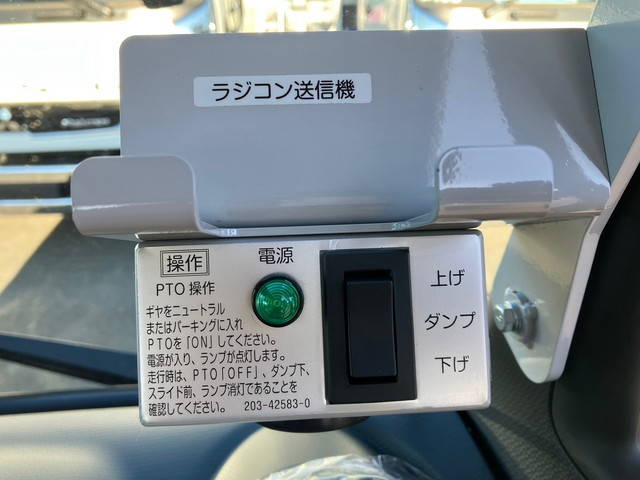 ラジコン送信機
操作
電源
PTO 操作
ギヤをニュートラル
またはパーキングに入れ
PTOを「ON」してください。
電源が入り、ランプが点灯します。
走行時は、PTO「OFF」、ダンプ下、
スライド前、ランプ消灯であることを
確認してください。 203-42583-0
上げ
ダンプ
下げ